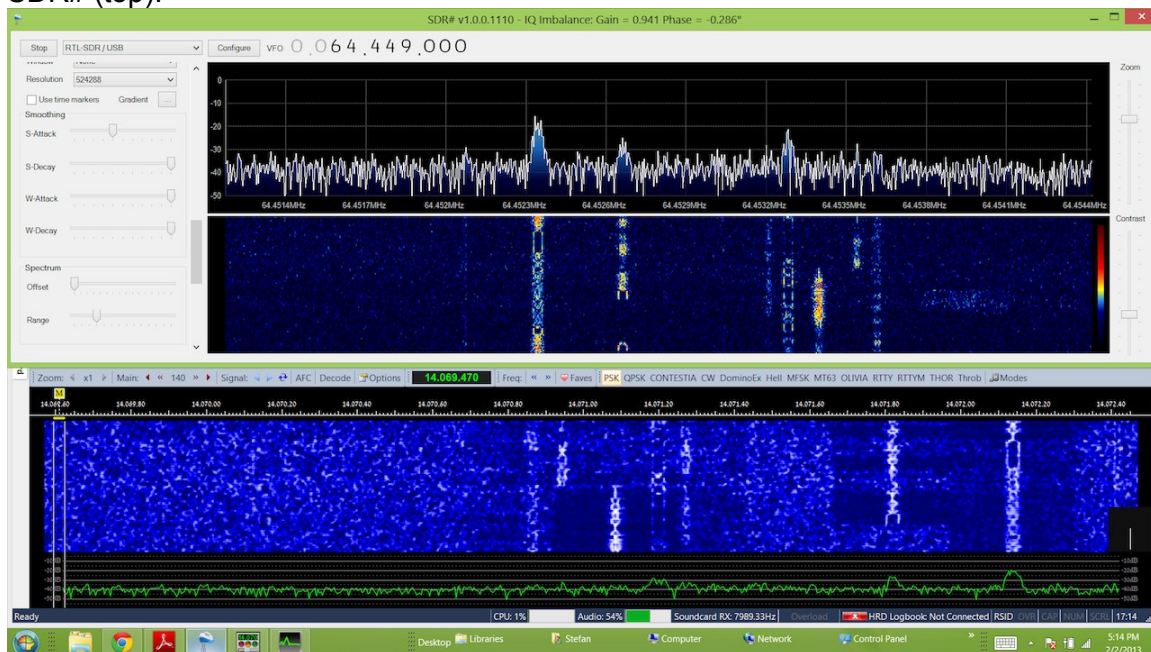 SDR# (top).
SDR# v1.0.0.1110 - IQ Imbalance: Gain = 0.941 Phase = -0.286°
Stop RTL-SDR / USB Configure VFO 0.064.449.000
Window None
Resolution 524288
Use time markers Gradient ...
Smoothing
S-Attack
S-Decay
W-Attack
W-Decay
Spectrum
Offset
Range
Zoom
Contrast
0
-10
-20
-30
-40
-50
64.4514MHz 64.4517MHz 64.452MHz 64.4523MHz 64.4526MHz 64.4529MHz 64.4532MHz 64.4535MHz 64.4538MHz 64.4541MHz 64.4544MHz
Zoom: x1 Main: 140 Signal: AFC Decode Options 14.069.470 Freq: Faves PSK QPSK CONTESTIA CW DominoEx Hell MFSK MT63 OLIVIA RTTY RTTYM THOR Throb Modes
M
14.069.80 14.070.00 14.070.20 14.070.40 14.070.60 14.070.80 14.071.00 14.071.20 14.071.40 14.071.60 14.071.80 14.072.00 14.072.20 14.072.40
Ready CPU: 1% Audio: 54% Soundcard RX: 7989.33Hz Overload HRD Logbook: Not Connected RSID OVR CAP NUM SCRL 17:14
Desktop Libraries Stefan Computer Network Control Panel
5:14 PM
2/2/2013